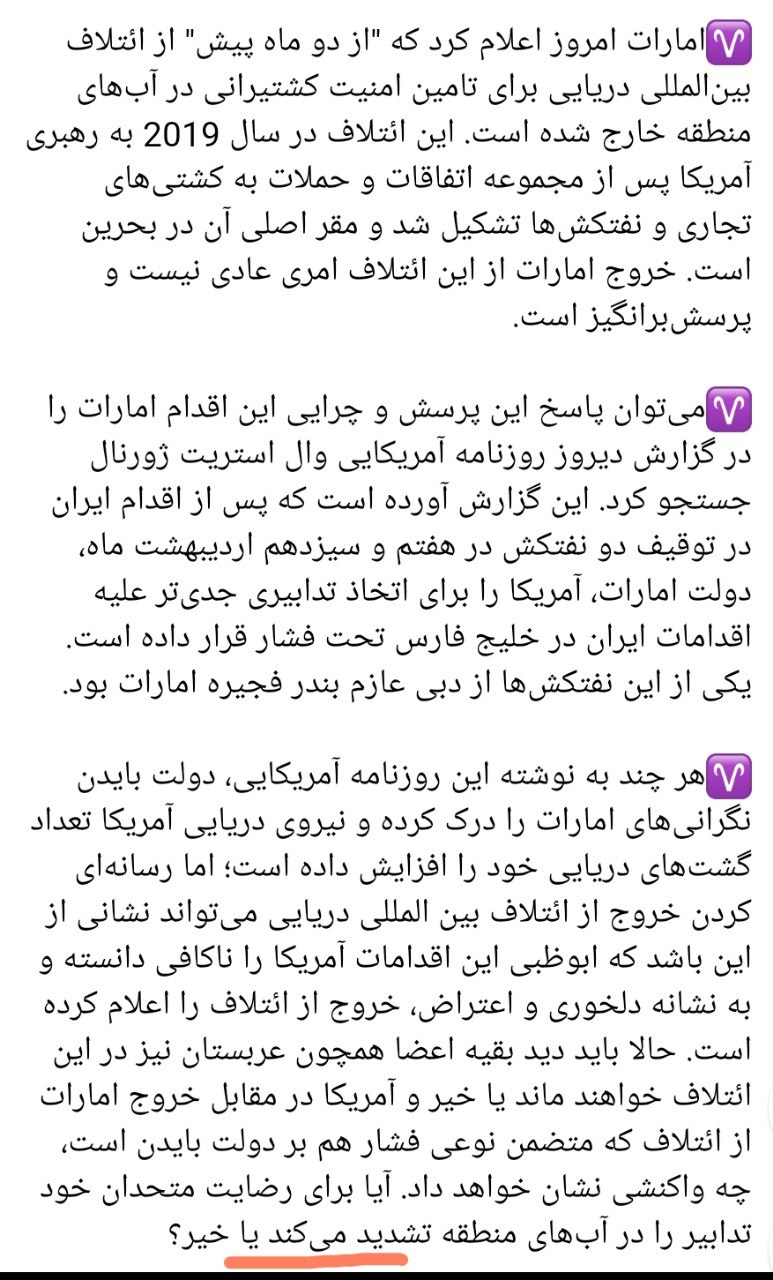 ♈امارات امروز اعلام کرد که "از دو ماه پیش" از ائتلاف
بین‌المللی دریایی برای تامین امنیت کشتیرانی در آب‌های
منطقه خارج شده است. این ائتلاف در سال 2019 به رهبری
آمریکا پس از مجموعه اتفاقات و حملات به کشتی‌های
تجاری و نفتکش‌ها تشکیل شد و مقر اصلی آن در بحرین
است. خروج امارات از این ائتلاف امری عادی نیست و
پرسش‌برانگیز است.

♈می‌توان پاسخ این پرسش و چرایی این اقدام امارات را
در گزارش دیروز روزنامه آمریکایی وال استریت ژورنال
جستجو کرد. این گزارش آورده است که پس از اقدام ایران
در توقیف دو نفتکش در هفتم و سیزدهم اردیبهشت ماه،
دولت امارات، آمریکا را برای اتخاذ تدابیری جدی‌تر علیه
اقدامات ایران در خلیج فارس تحت فشار قرار داده است.
یکی از این نفتکش‌ها از دبی عازم بندر فجیره امارات بود.

♈هر چند به نوشته این روزنامه آمریکایی، دولت بایدن
نگرانی‌های امارات را درک کرده و نیروی دریایی آمریکا تعداد
گشت‌های دریایی خود را افزایش داده است؛ اما رسانه‌ای
کردن خروج از ائتلاف بین المللی دریایی می‌تواند نشانی از
این باشد که ابوظبی این اقدامات آمریکا را ناکافی دانسته و
به نشانه دلخوری و اعتراض، خروج از ائتلاف را اعلام کرده
است. حالا باید دید بقیه اعضا همچون عربستان نیز در این
ائتلاف خواهند ماند یا خیر و آمریکا در مقابل خروج امارات
از ائتلاف که متضمن نوعی فشار هم بر دولت بایدن است،
چه واکنشی نشان خواهد داد. آیا برای رضایت متحدان خود
تدابیر را در آب‌های منطقه تشدید می‌کند یا خیر؟